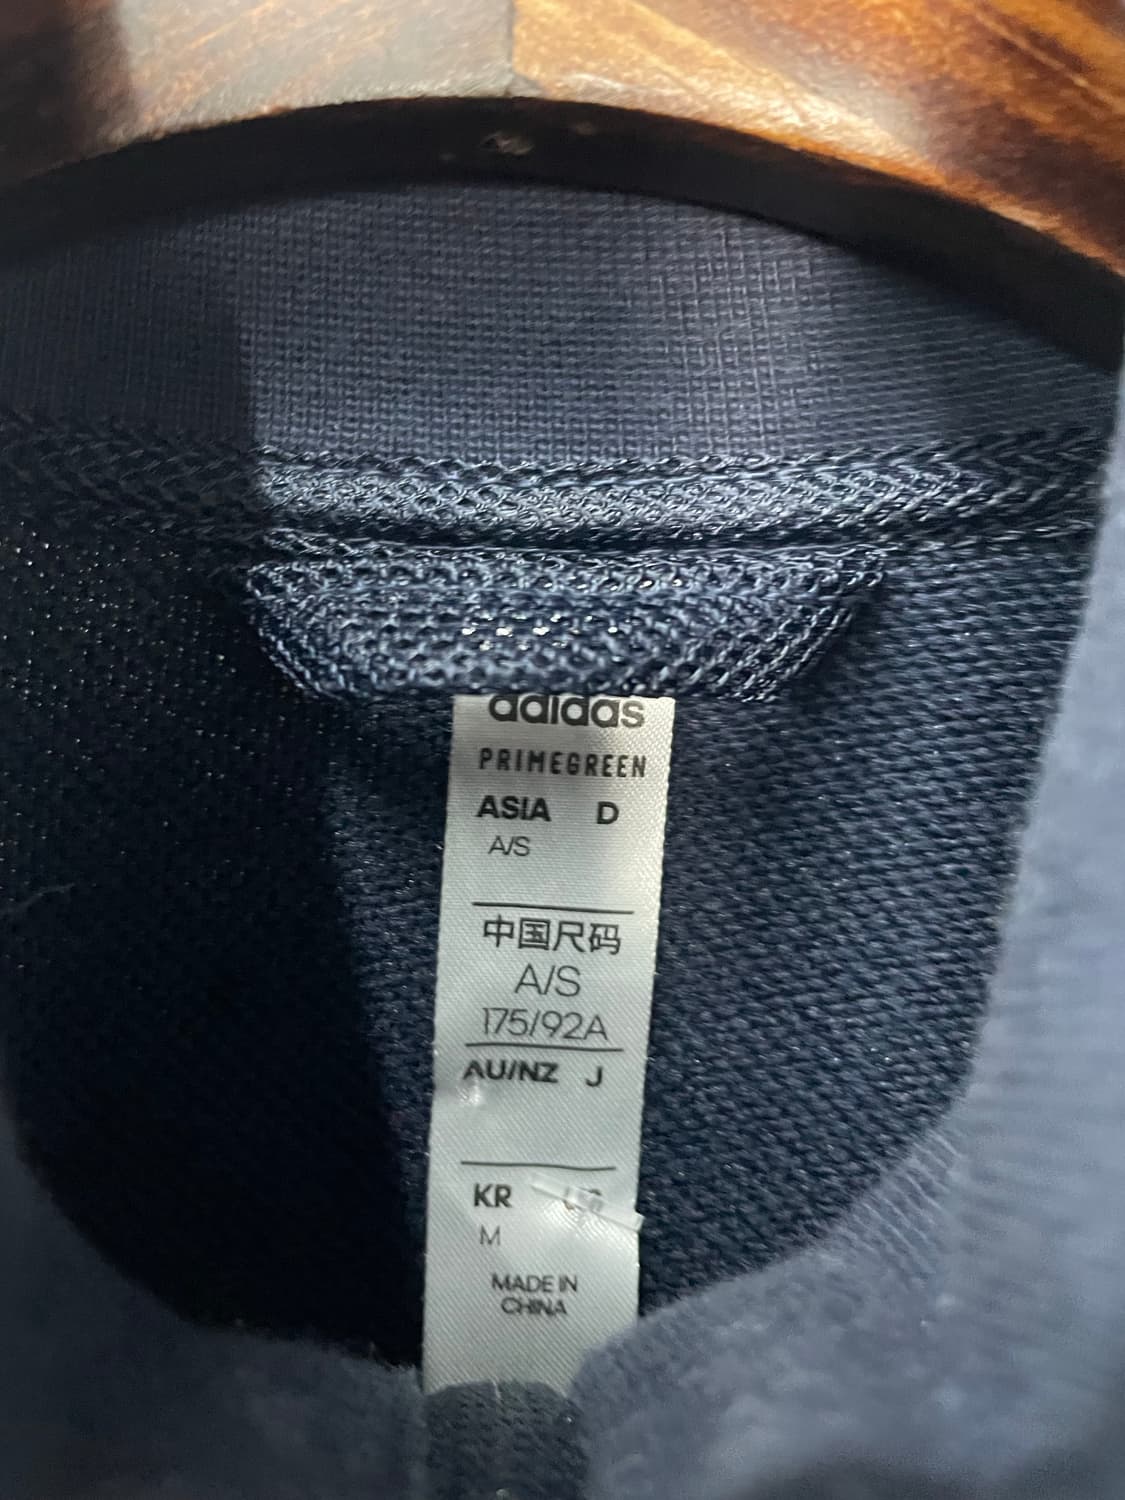 adidas
PRIMEGREEN
ASIA D
A/S
中国尺码
A/S
175/92A
AU/NZ J
KR
M
MADE IN
CHINA